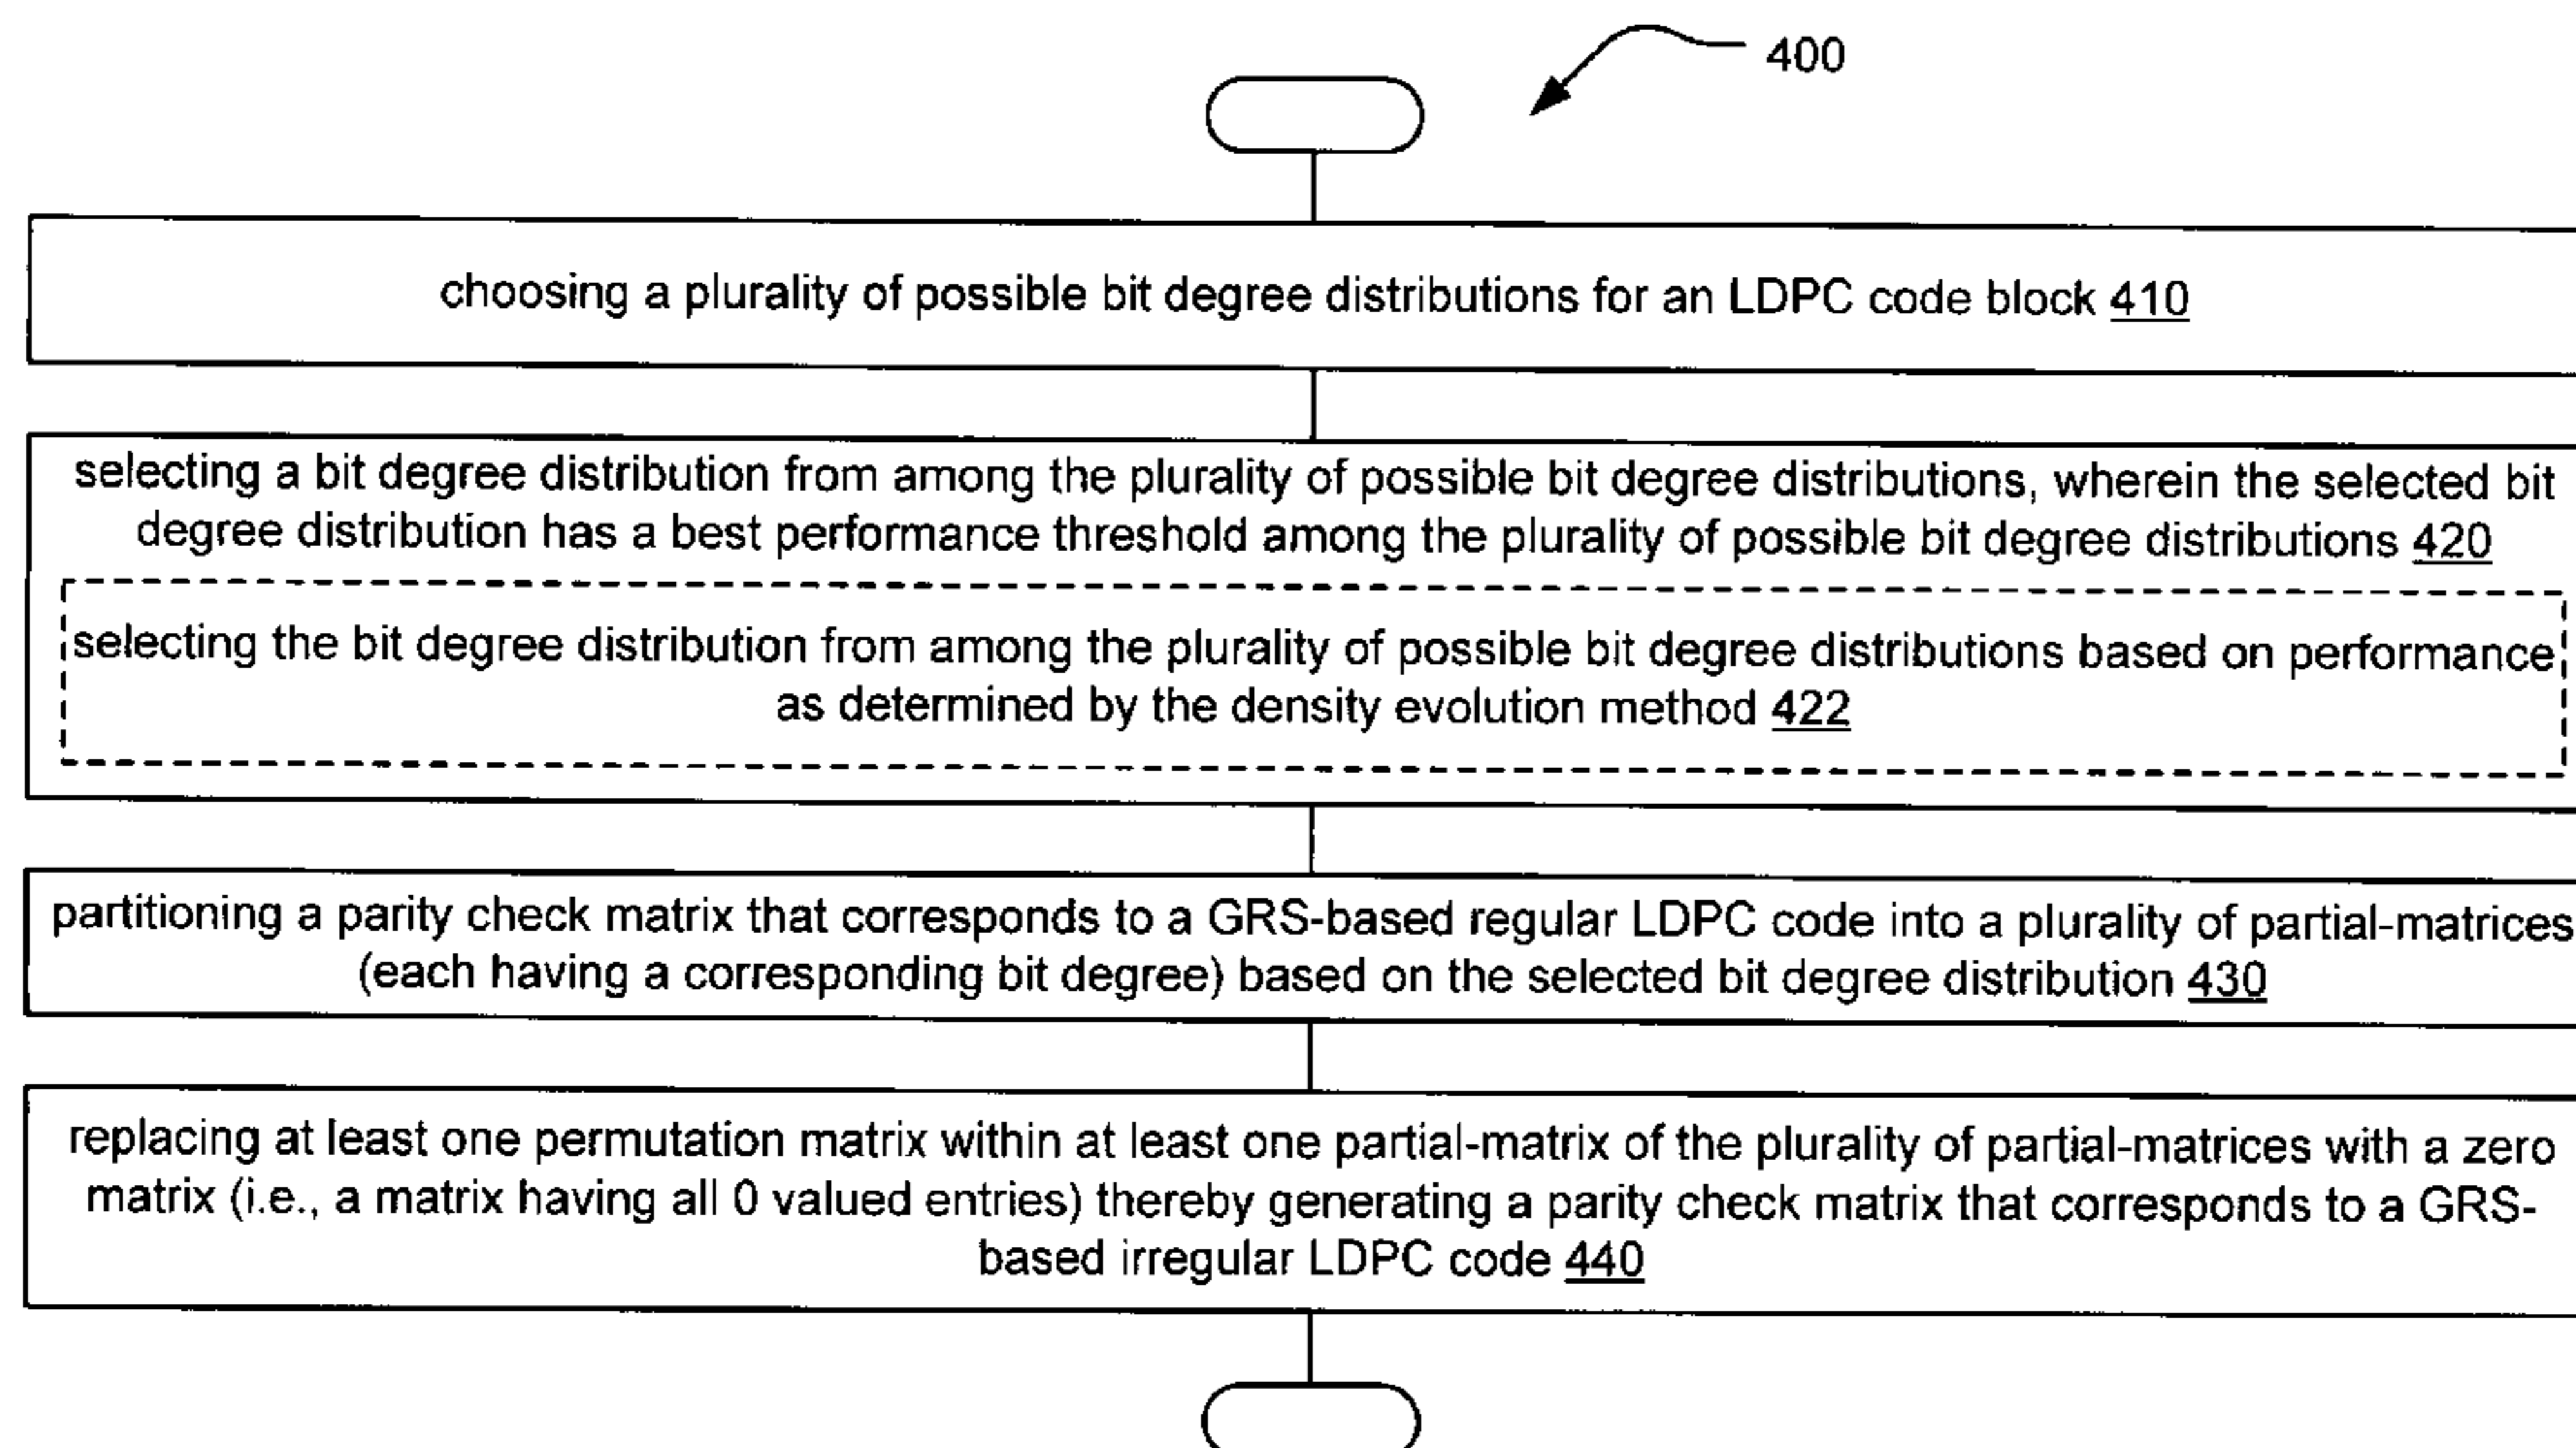 400
choosing a plurality of possible bit degree distributions for an LDPC code block 410
selecting a bit degree distribution from among the plurality of possible bit degree distributions, wherein the selected bit
degree distribution has a best performance threshold among the plurality of possible bit degree distributions 420
selecting the bit degree distribution from among the plurality of possible bit degree distributions based on performance
as determined by the density evolution method 422
partitioning a parity check matrix that corresponds to a GRS-based regular LDPC code into a plurality of partial-matrices
(each having a corresponding bit degree) based on the selected bit degree distribution 430
replacing at least one permutation matrix within at least one partial-matrix of the plurality of partial-matrices with a zero
matrix (i.e., a matrix having all 0 valued entries) thereby generating a parity check matrix that corresponds to a GRS-
based irregular LDPC code 440